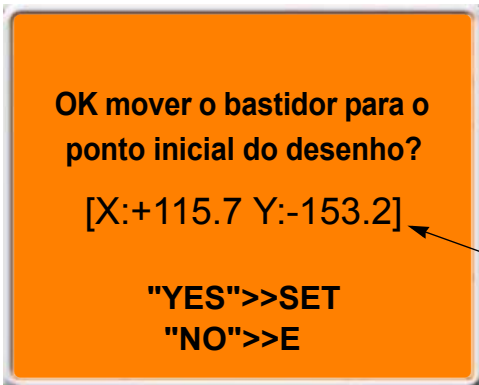 OK mover o bastidor para o
ponto inicial do desenho?
[X:+115.7 Y:-153.2]
"YES">>SET
"NO">>E